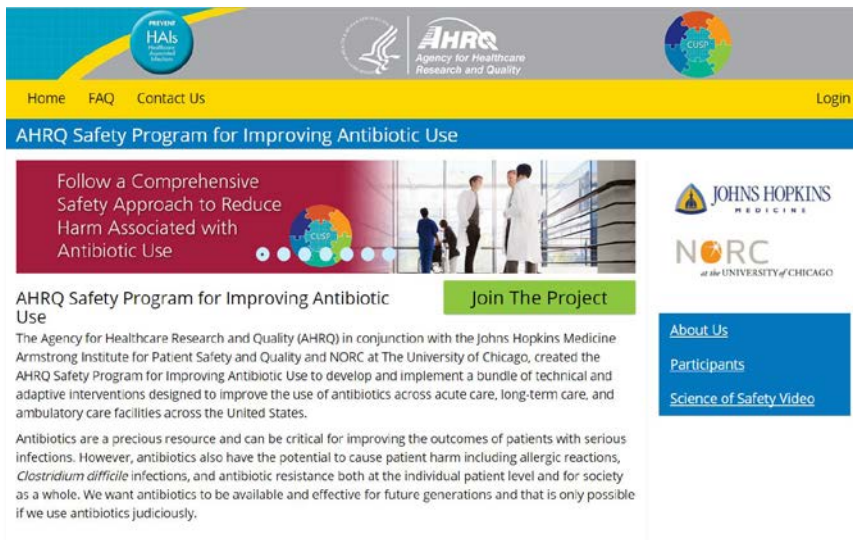 PREVENT
HAIs
Healthcare
Associated
Infections
AHRQ
Agency for Healthcare
Research and Quality
CUSP
Home FAQ Contact Us Login
AHRQ Safety Program for Improving Antibiotic Use
Follow a Comprehensive
Safety Approach to Reduce
Harm Associated with
Antibiotic Use
CUSP
JOHNS HOPKINS
MEDICINE
NORC
at the UNIVERSITY of CHICAGO
AHRQ Safety Program for Improving Antibiotic
Use
Join The Project
The Agency for Healthcare Research and Quality (AHRQ) in conjunction with the Johns Hopkins Medicine
Armstrong Institute for Patient Safety and Quality and NORC at The University of Chicago, created the
AHRQ Safety Program for Improving Antibiotic Use to develop and implement a bundle of technical and
adaptive interventions designed to improve the use of antibiotics across acute care, long-term care, and
ambulatory care facilities across the United States.
Antibiotics are a precious resource and can be critical for improving the outcomes of patients with serious
infections. However, antibiotics also have the potential to cause patient harm including allergic reactions,
Clostridium difficile infections, and antibiotic resistance both at the individual patient level and for society
as a whole. We want antibiotics to be available and effective for future generations and that is only possible
if we use antibiotics judiciously.
About Us
Participants
Science of Safety Video